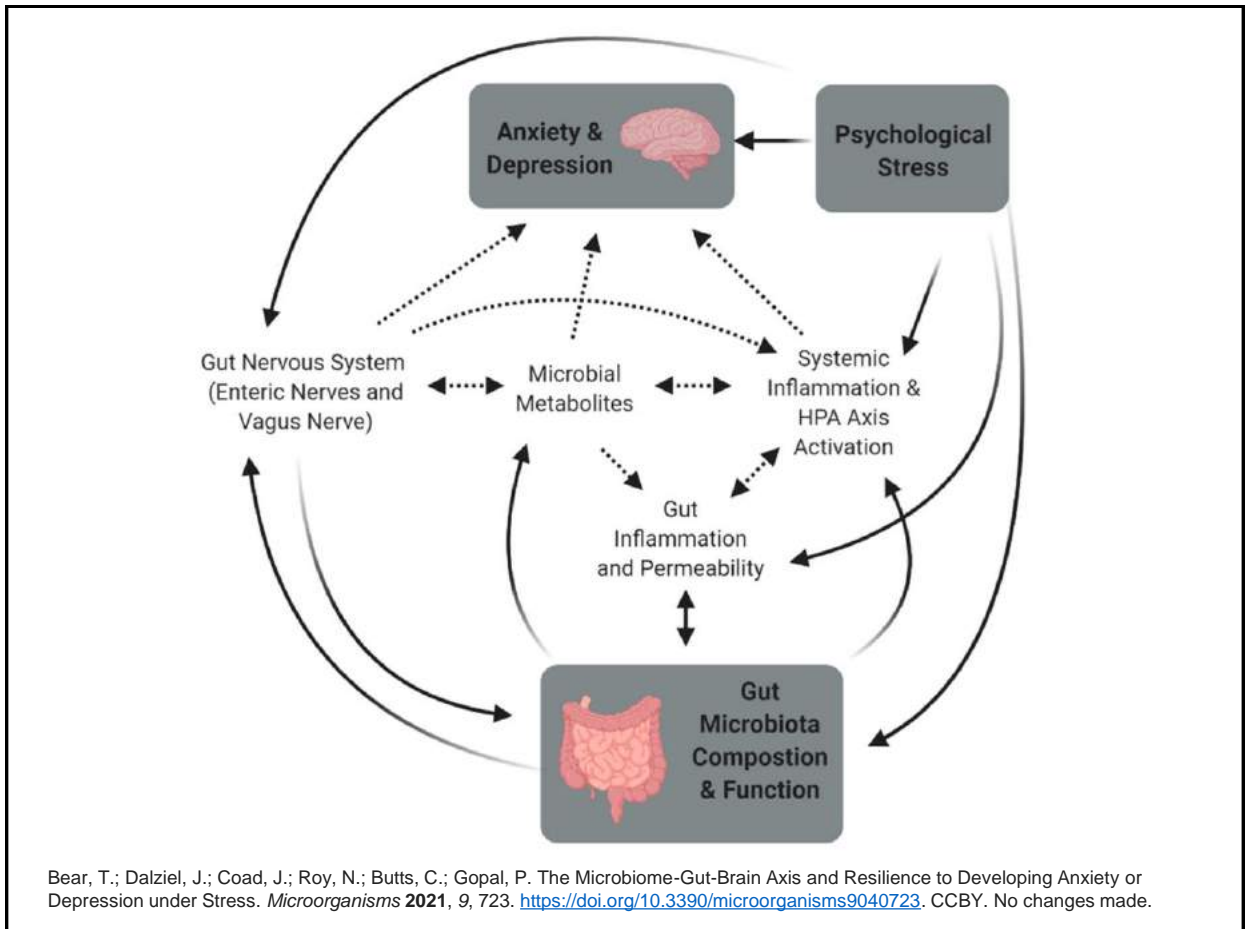 Anxiety &
Depression
Psychological
Stress
Gut Nervous System
(Enteric Nerves and
Vagus Nerve)
Microbial
Metabolites
Systemic
Inflammation &
HPA Axis
Activation
Gut
Inflammation
and Permeability
Gut
Microbiota
Compostion
& Function
Bear, T.; Dalziel, J.; Coad, J.; Roy, N.; Butts, C.; Gopal, P. The Microbiome-Gut-Brain Axis and Resilience to Developing Anxiety or
Depression under Stress. Microorganisms 2021, 9, 723. https://doi.org/10.3390/microorganisms9040723. CCBY. No changes made.